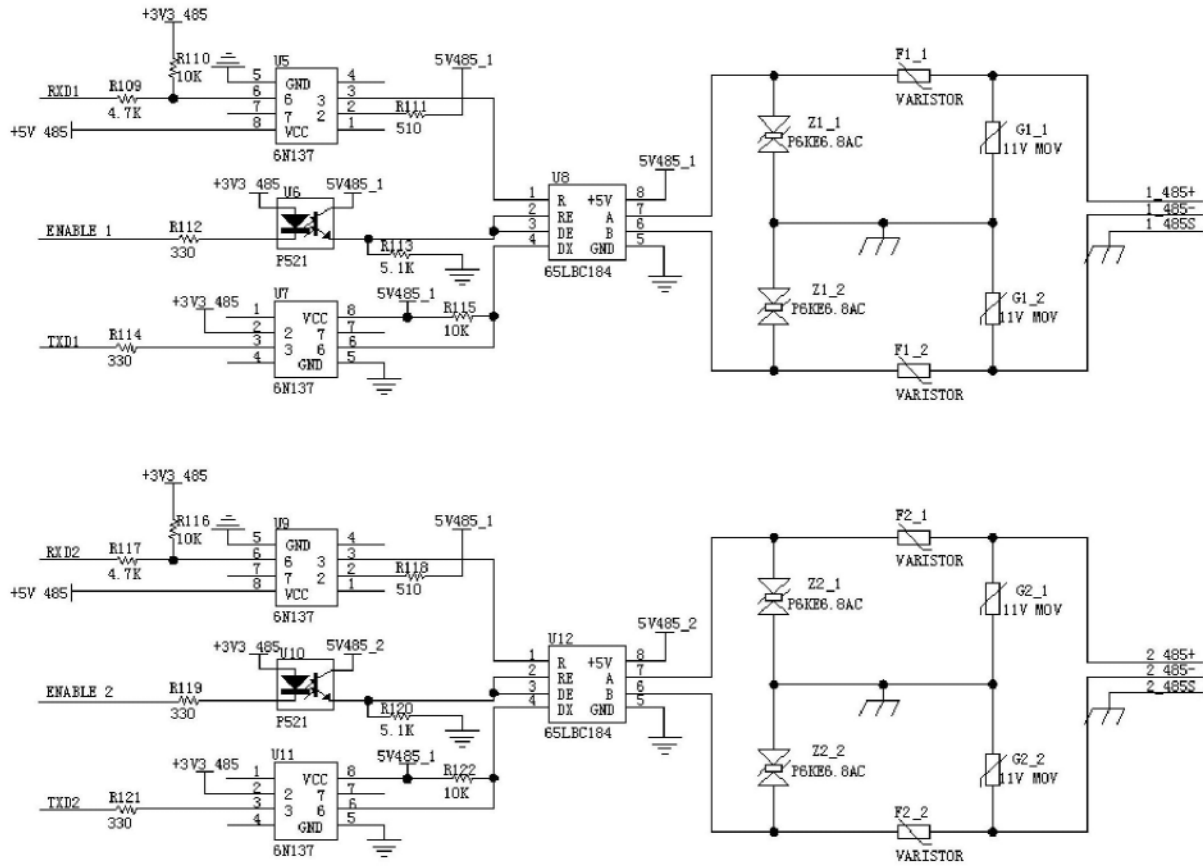 +3V3_485
R110
10K
U5
5V485_1
F1_1
VARISTOR
RXD1
R109
4.7K
5 GND 4
6 6 3 3
7 7 2 2
8 VCC 1
R111
510
+5V 485
6N137
Z1_1
P6KE6.8AC
G1_1
11V MOV
+3V3_485
U6
5V485_1
ENABLE 1
R112
330
P521
R113
5.1K
U8
5V485_1
1 R +5V 8
2 RE A 7
3 DE B 6
4 DX GND 5
65LBC184
1_485+
1_485-
1_485S
U7
+3V3_485
5V485_1
R115
10K
1 VCC 8
2 2 7 7
3 3 6 6
4 GND 5
TXD1
R114
330
6N137
Z1_2
P6KE6.8AC
G1_2
11V MOV
F1_2
VARISTOR
+3V3_485
R116
10K
U9
5V485_1
F2_1
VARISTOR
RXD2
R117
4.7K
5 GND 4
6 6 3 3
7 7 2 2
8 VCC 1
R118
510
+5V 485
6N137
Z2_1
P6KE6.8AC
G2_1
11V MOV
+3V3_485
U10
5V485_2
ENABLE 2
R119
330
P521
R120
5.1K
U12
5V485_2
1 R +5V 8
2 RE A 7
3 DE B 6
4 DX GND 5
65LBC184
2_485+
2_485-
2_485S
U11
+3V3_485
5V485_1
R122
10K
1 VCC 8
2 2 7 7
3 3 6 6
4 GND 5
TXD2
R121
330
6N137
Z2_2
P6KE6.8AC
G2_2
11V MOV
F2_2
VARISTOR